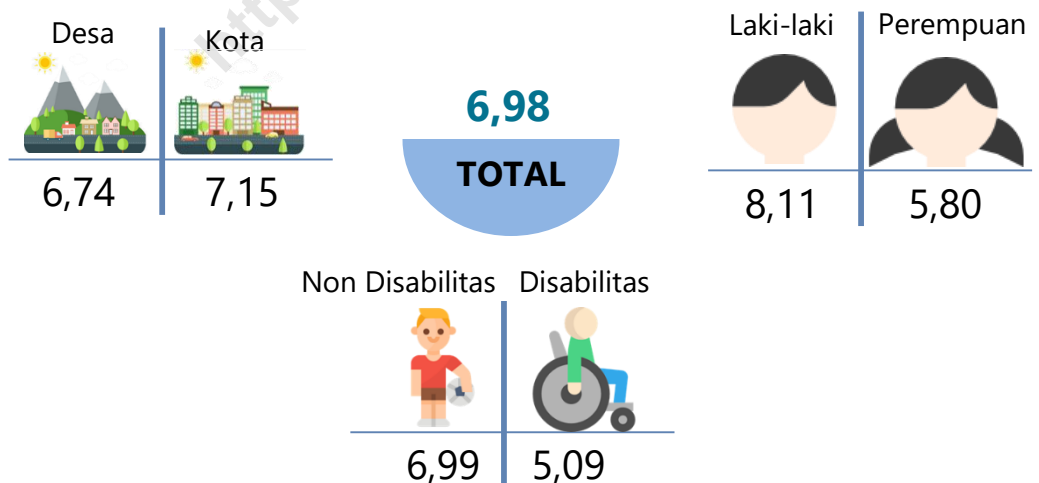 Desa
Kota
6,74
7,15
6,98
TOTAL
Laki-laki
Perempuan
8,11
5,80
Non Disabilitas
Disabilitas
6,99
5,09
http